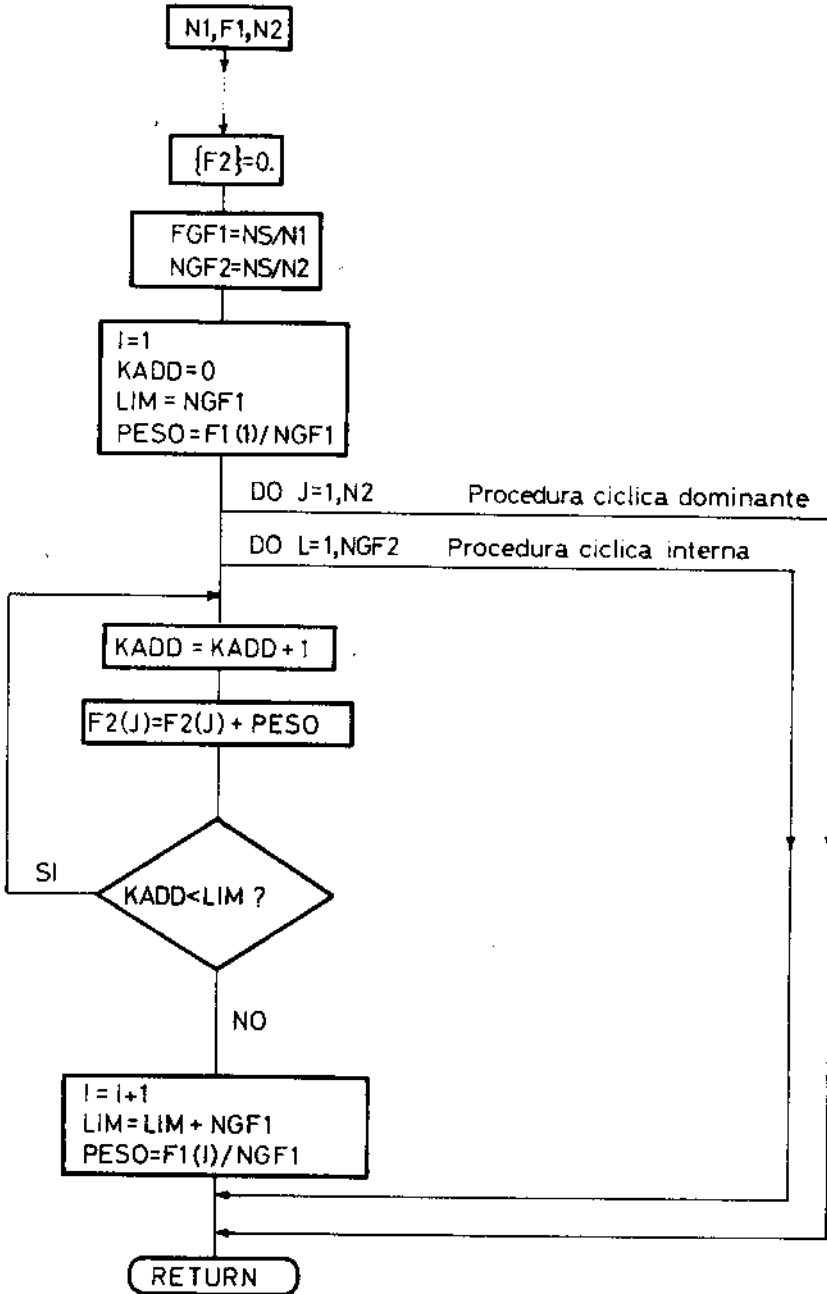 N1,F1,N2
{F2}=0.
FGF1=NS/N1
NGF2=NS/N2
I=1
KADD=0
LIM = NGF1
PESO=F1(1)/NGF1
DO J=1,N2 Procedura ciclica dominante
DO L=1,NGF2 Procedura ciclica interna
KADD = KADD + 1
F2(J)=F2(J) + PESO
SI
KADD<LIM ?
NO
I = i+1
LIM=LIM + NGF1
PESO=F1(I)/NGF1
RETURN